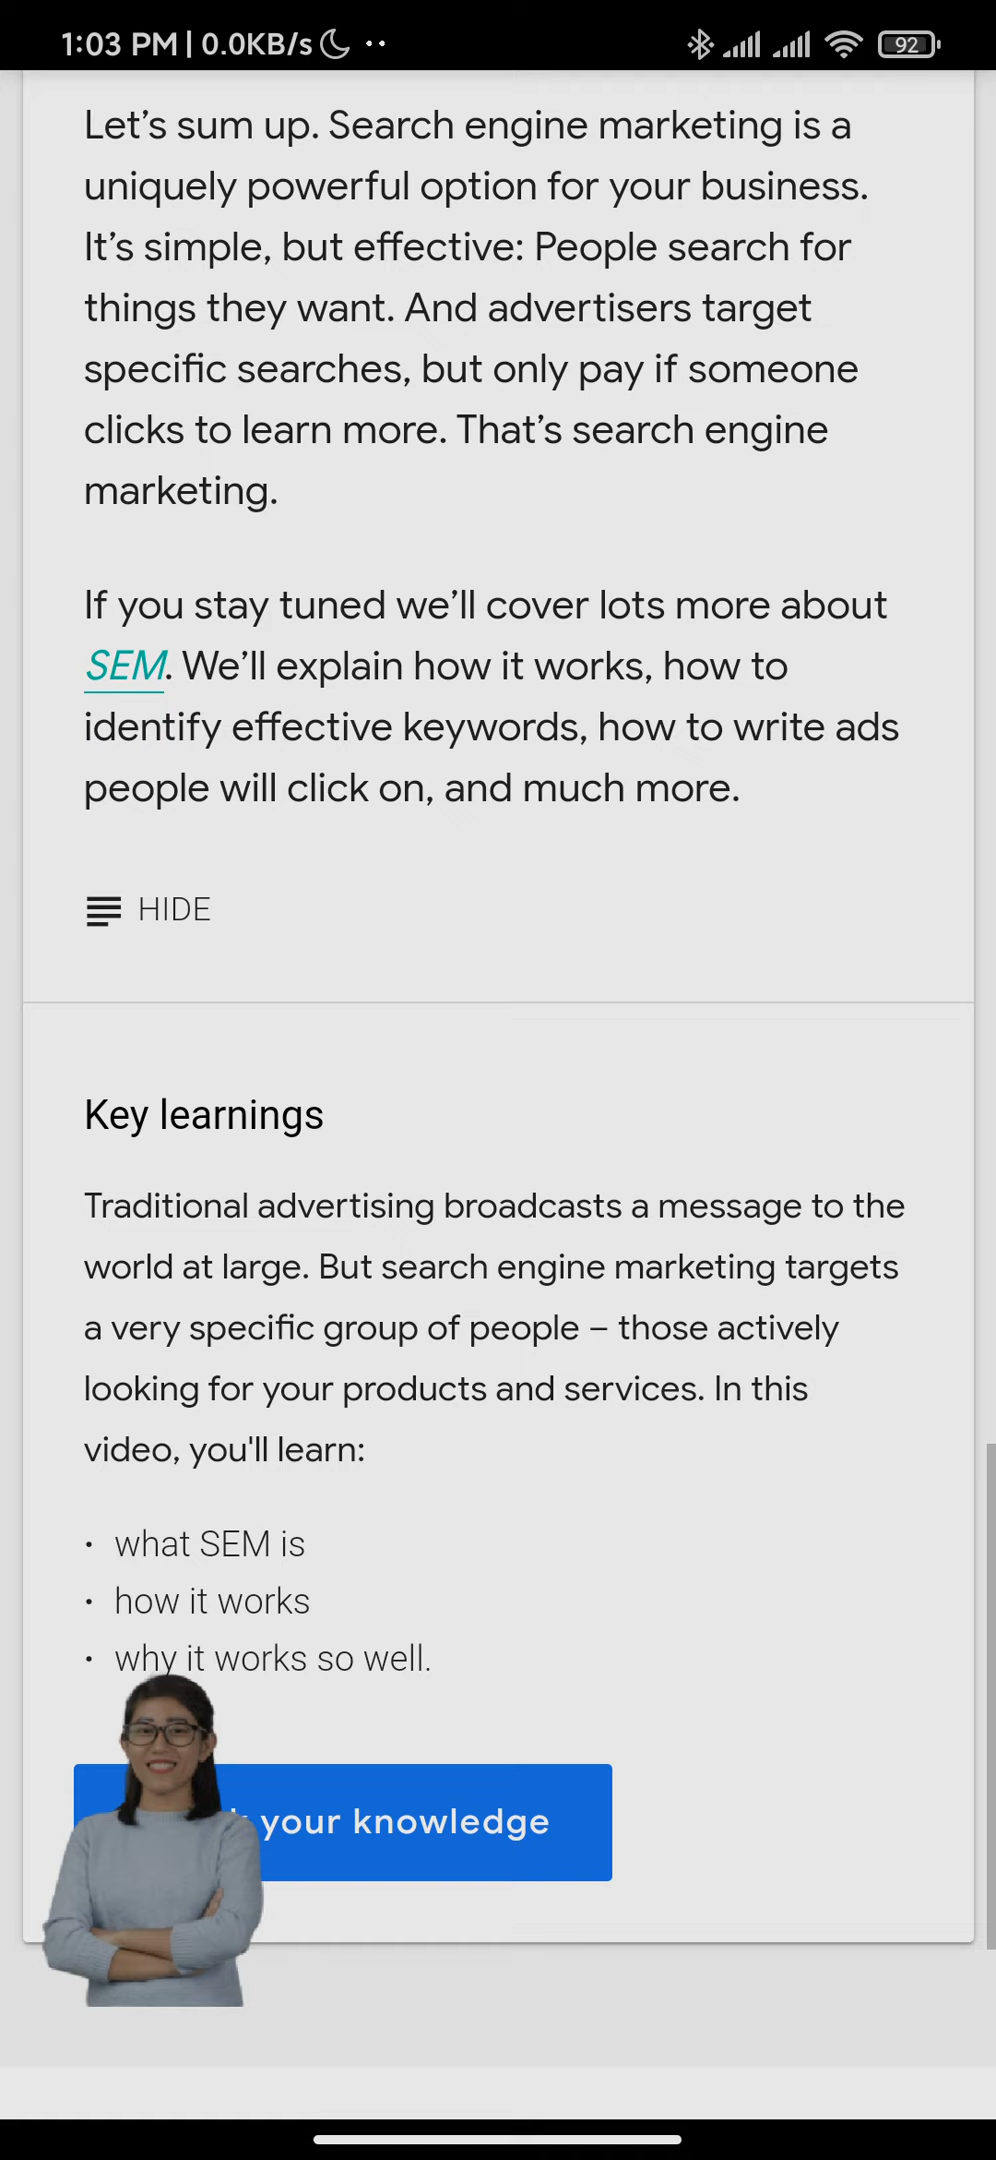 1:03 PM | 0.0KB/s
92
Let’s sum up. Search engine marketing is a
uniquely powerful option for your business.
It’s simple, but effective: People search for
things they want. And advertisers target
specific searches, but only pay if someone
clicks to learn more. That’s search engine
marketing.
If you stay tuned we’ll cover lots more about
SEM. We’ll explain how it works, how to
identify effective keywords, how to write ads
people will click on, and much more.
HIDE
Key learnings
Traditional advertising broadcasts a message to the
world at large. But search engine marketing targets
a very specific group of people – those actively
looking for your products and services. In this
video, you'll learn:
• what SEM is
• how it works
• why it works so well.
your knowledge